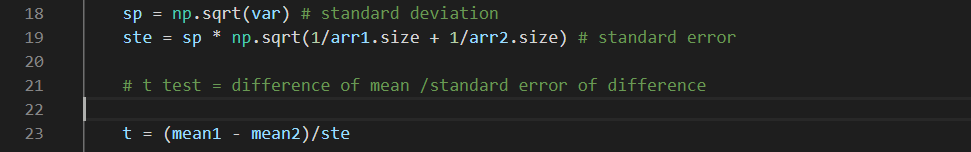 18 sp = np.sqrt(var) # standard deviation
19 ste = sp * np.sqrt(1/arr1.size + 1/arr2.size) # standard error
20
21 # t test = difference of mean /standard error of difference
22
23 t = (mean1 - mean2)/ste